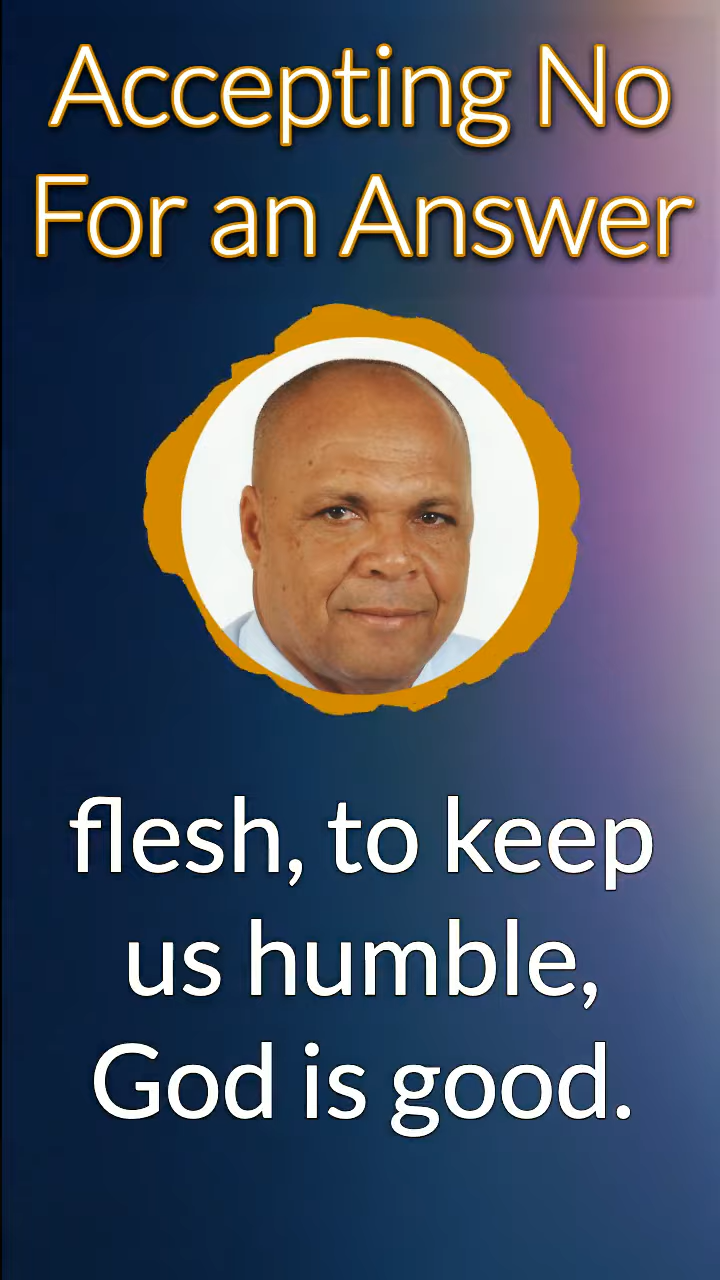 Accepting No
For an Answer
flesh, to keep
us humble,
God is good.